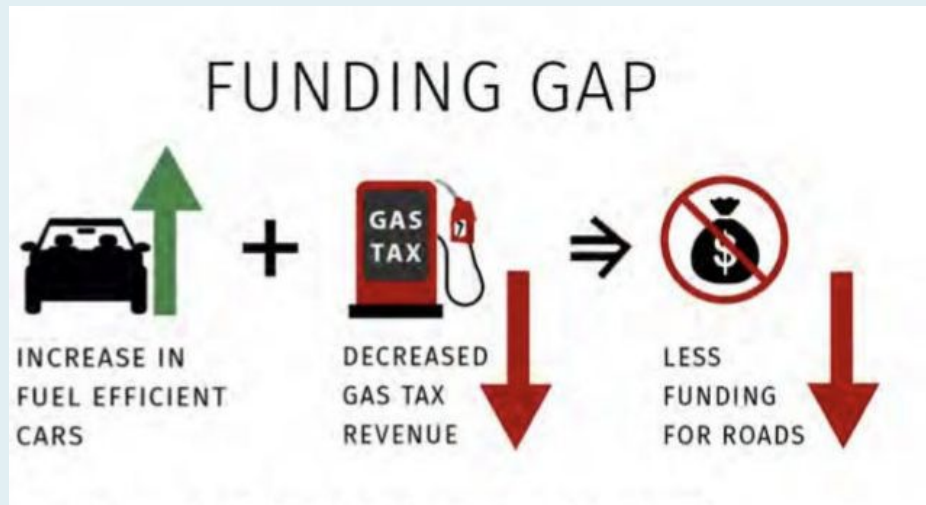 FUNDING GAP
GAS
TAX
$
INCREASE IN
FUEL EFFICIENT
CARS
DECREASED
GAS TAX
REVENUE
LESS
FUNDING
FOR ROADS